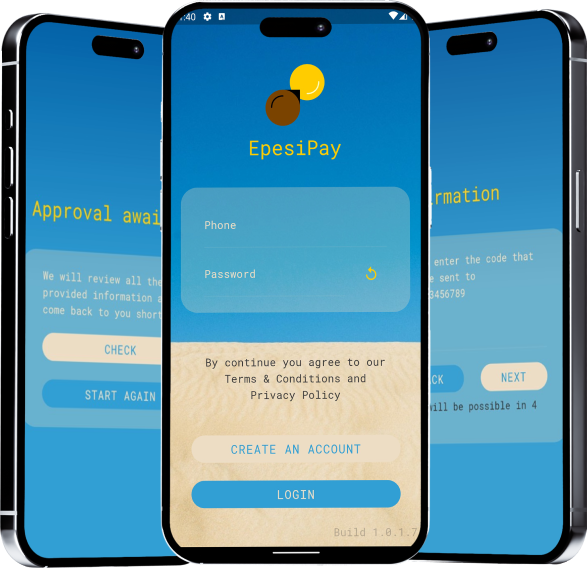 Approval awai
We will review all the
provided information a
come back to you short
CHECK
START AGAIN
:40
EpesiPay
Phone
Password
By continue you agree to our
Terms & Conditions and
Privacy Policy
CREATE AN ACCOUNT
LOGIN
Build 1.0.1.7
rmation
enter the code that
e sent to
3456789
CK
NEXT
will be possible in 4